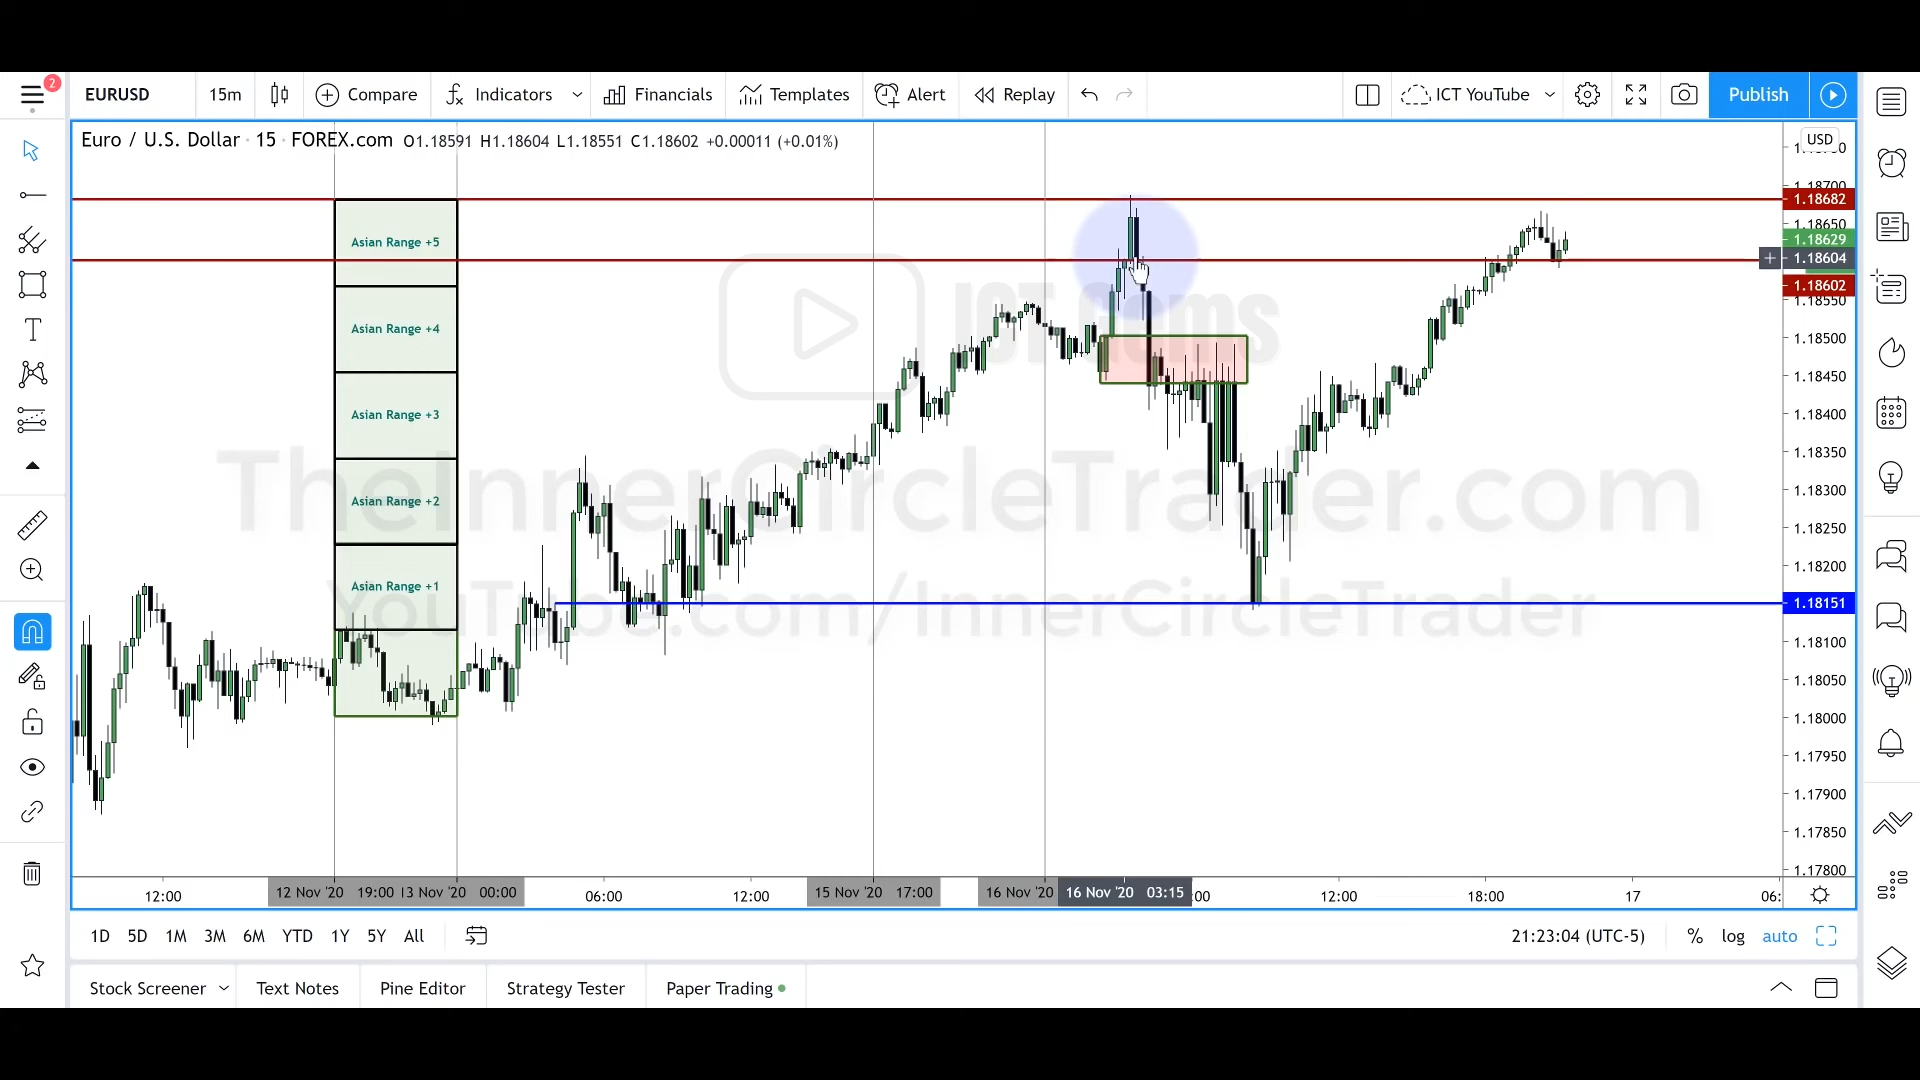 2
EURUSD
15m
Compare
Indicators
Financials
Templates
Alert
Replay
ICT YouTube
Publish
Euro / U.S. Dollar · 15 · FOREX.com O1.18591 H1.18604 L1.18551 C1.18602 +0.00011 (+0.01%)
USD
1.18700
1.18682
1.18650
1.18629
1.18604
1.18602
1.18550
1.18500
1.18450
1.18400
1.18350
1.18300
1.18250
1.18200
1.18151
1.18100
1.18050
1.18000
1.17950
1.17900
1.17850
1.17800
Asian Range +5
Asian Range +4
Asian Range +3
Asian Range +2
Asian Range +1
ICT Gems
TheInnerCircleTrader.com
YouTube.com/InnerCircleTrader
12:00
12 Nov '20 19:00
13 Nov '20 00:00
06:00
12:00
15 Nov '20 17:00
16 Nov '20
16 Nov '20 03:15
:00
12:00
18:00
17
06:
1D 5D 1M 3M 6M YTD 1Y 5Y All
21:23:04 (UTC-5)
%
log
auto
Stock Screener
Text Notes
Pine Editor
Strategy Tester
Paper Trading